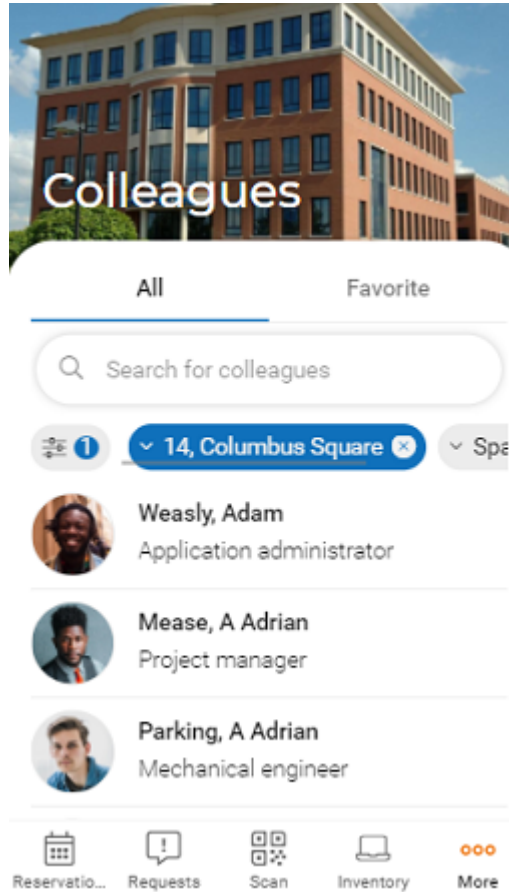 Colleagues
All
Favorite
Search for colleagues
1
14, Columbus Square
Spa
Weasly, Adam
Application administrator
Mease, A Adrian
Project manager
Parking, A Adrian
Mechanical engineer
Reservatio...
Requests
Scan
Inventory
More